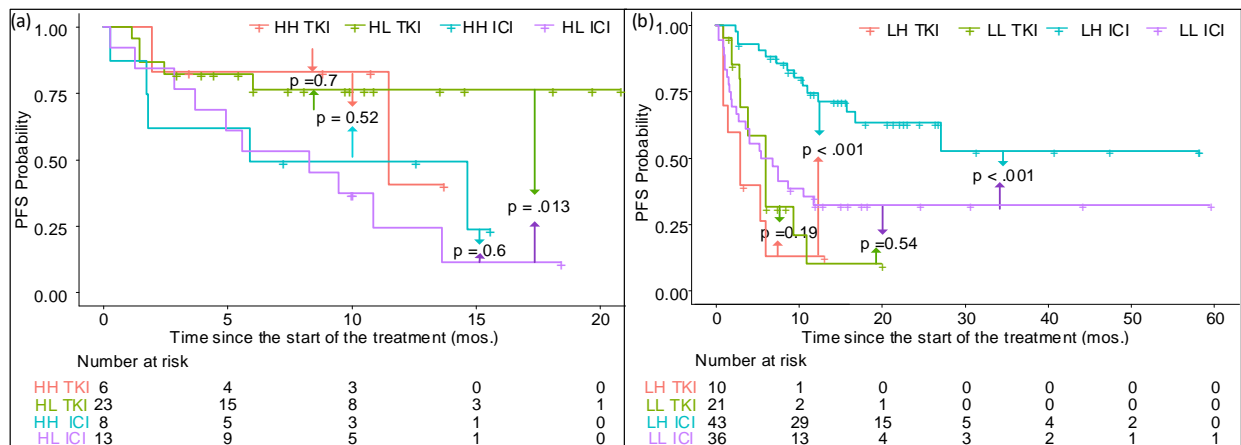 (a)
HH TKI HL TKI HH ICI HL ICI
1.00
0.75
0.50
0.25
0.00
PFS Probability
p =0.7
p = 0.52
p = .013
p = 0.6
0 5 10 15 20
Time since the start of the treatment (mos.)
Number at risk
HH TKI 6 4 3 0 0
HL TKI 23 15 8 3 1
HH ICI 8 5 3 1 0
HL ICI 13 9 5 1 0
(b)
LH TKI LL TKI LH ICI LL ICI
1.00
0.75
0.50
0.25
0.00
PFS Probability
p < .001
p < .001
p =0.19
p =0.54
0 10 20 30 40 50 60
Time since the start of the treatment (mos.)
Number at risk
LH TKI 10 1 0 0 0 0 0
LL TKI 21 2 1 0 0 0 0
LH ICI 43 29 15 5 4 2 0
LL ICI 36 13 4 3 2 1 1